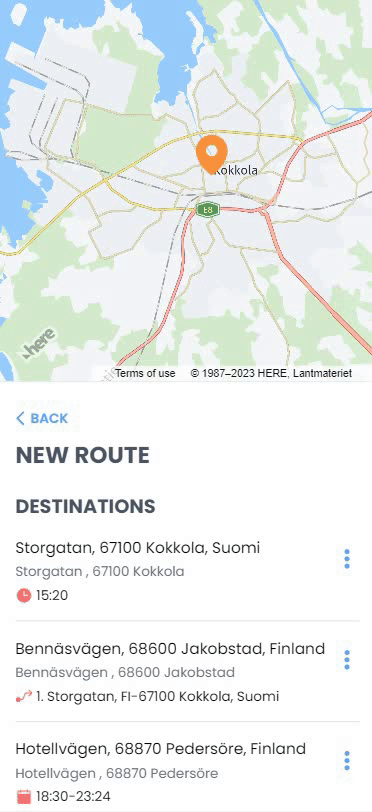 Kokkola
E8
here
Terms of use © 1987–2023 HERE, Lantmateriet
BACK
NEW ROUTE
DESTINATIONS
Storgatan, 67100 Kokkola, Suomi
Storgatan , 67100 Kokkola
15:20
Bennäsvägen, 68600 Jakobstad, Finland
Bennäsvägen , 68600 Jakobstad
1. Storgatan, FI-67100 Kokkola, Suomi
Hotellvägen, 68870 Pedersöre, Finland
Hotellvägen , 68870 Pedersöre
18:30-23:24